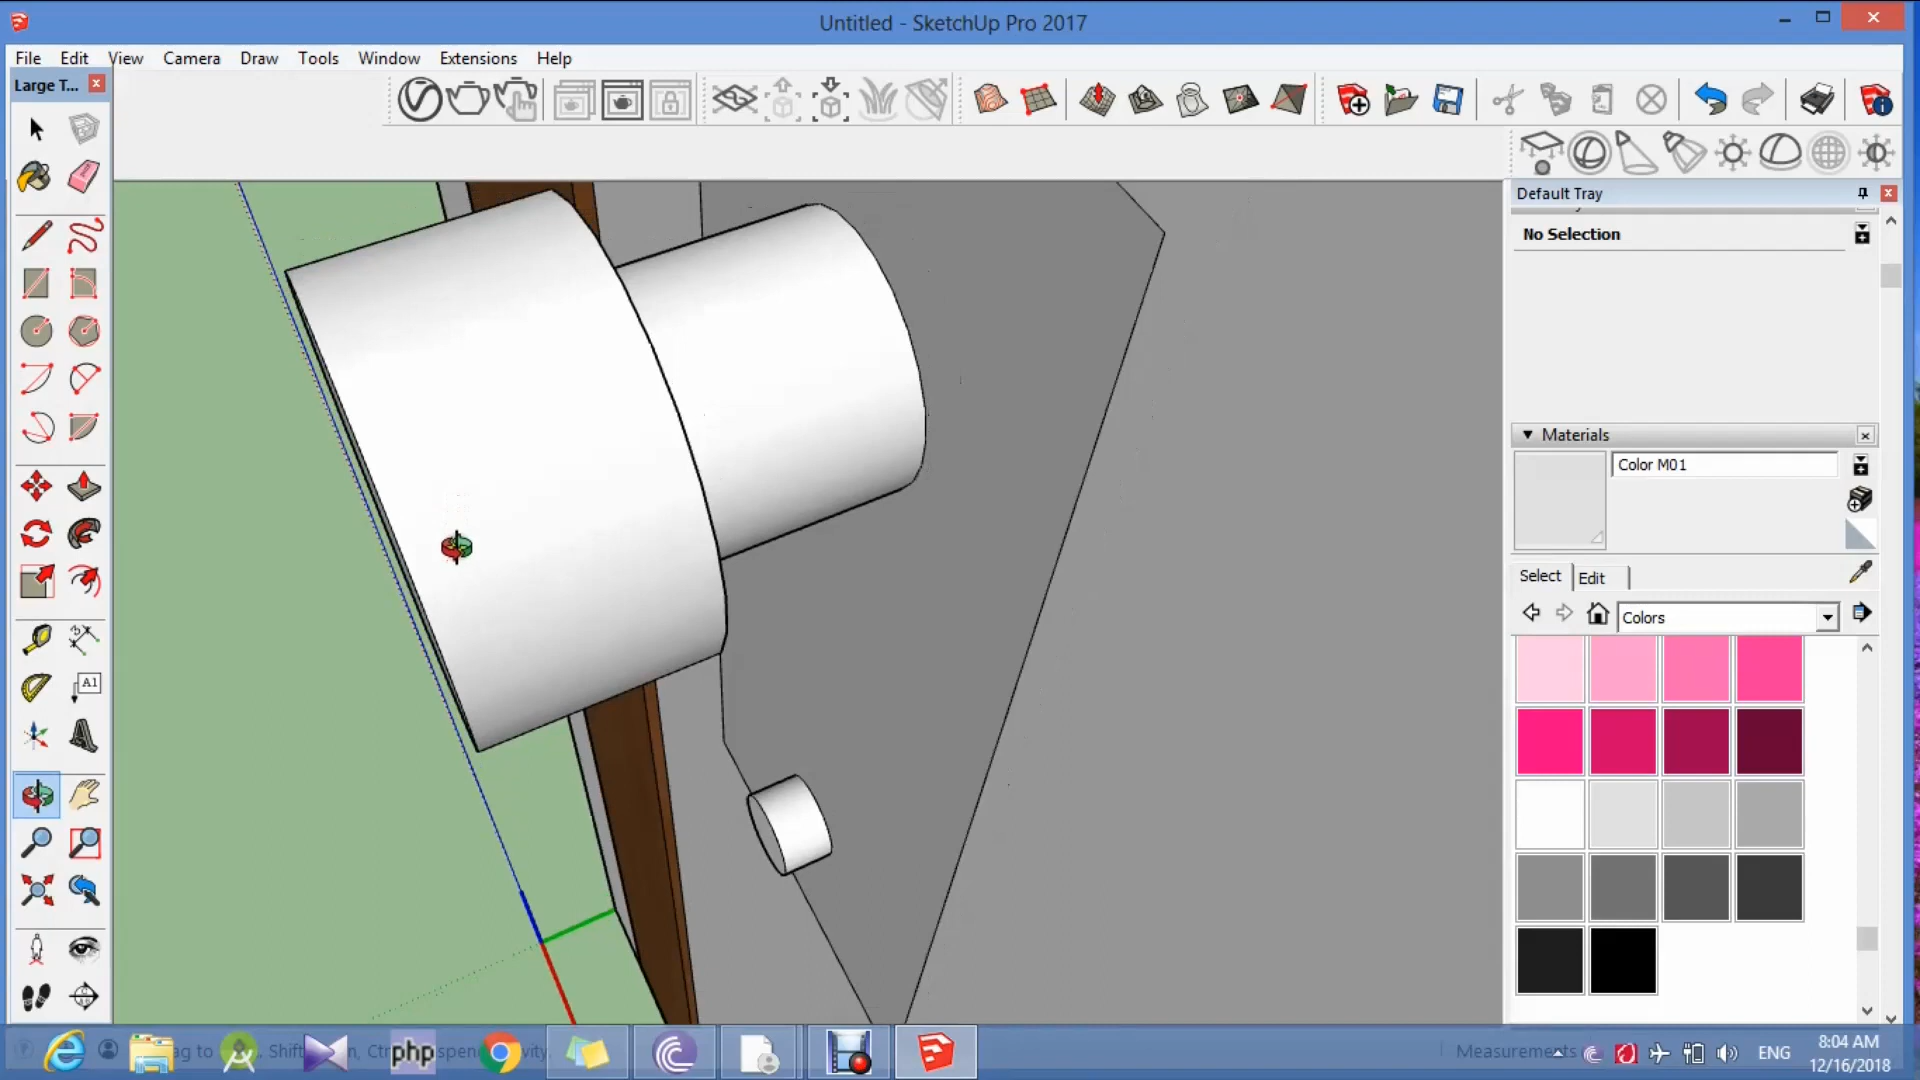 Untitled - SketchUp Pro 2017
File Edit View Camera Draw Tools Window Extensions Help
Large T...
Default Tray
No Selection
Materials
Color M01
Select Edit
Colors
A1
php
Measurements
ENG
8:04 AM
12/16/2018